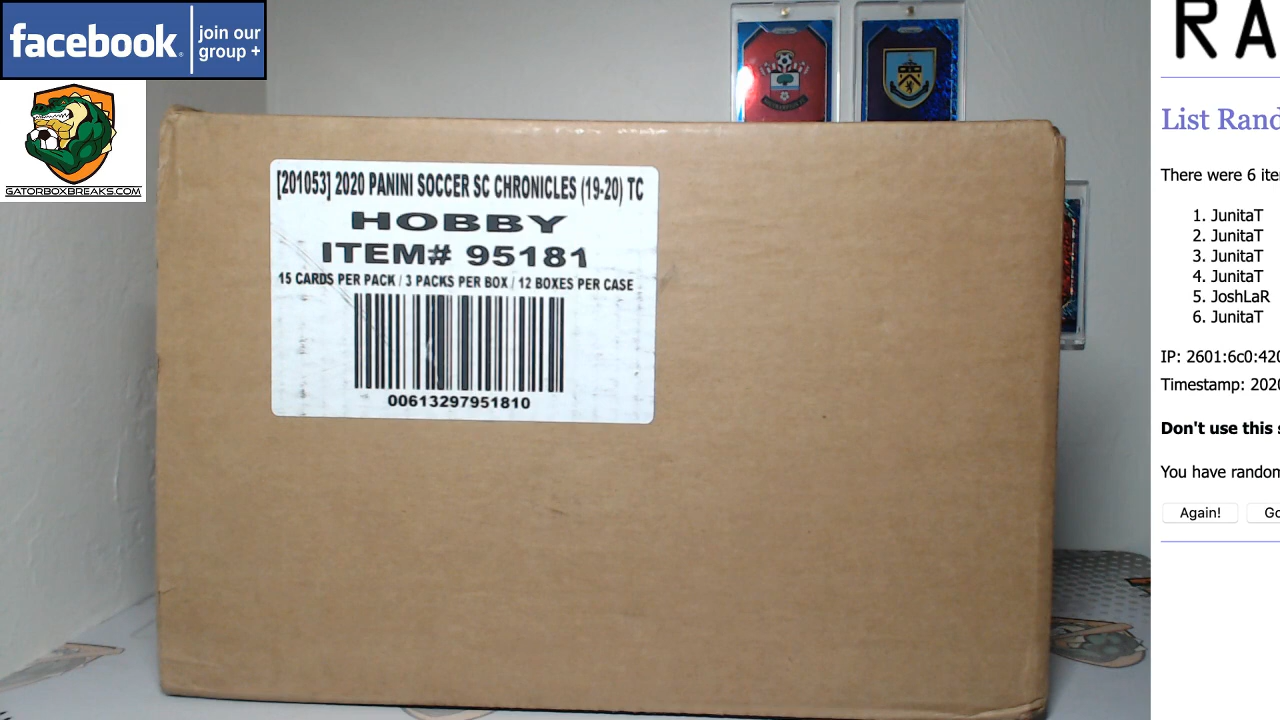 facebook
join our
group +
GATORBOXBREAKS.COM
[201053] 2020 PANINI SOCCER SC CHRONICLES (19-20) TC
HOBBY
ITEM# 95181
15 CARDS PER PACK / 3 PACKS PER BOX / 12 BOXES PER CASE
00613297951810
RA
List Rand
There were 6 ite
1. JunitaT
2. JunitaT
3. JunitaT
4. JunitaT
5. JoshLaR
6. JunitaT
IP: 2601:6c0:420
Timestamp: 2020
Don't use this s
You have random
Again!
Go